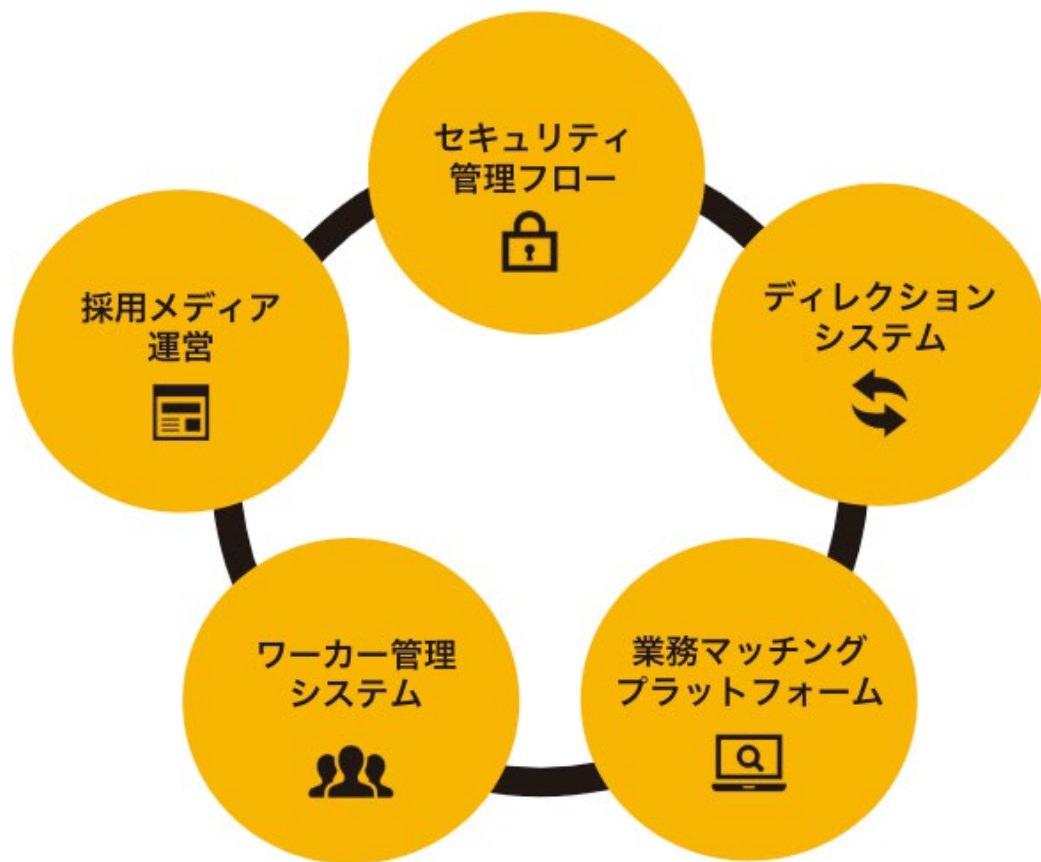 セキュリティ
管理フロー
ディレクション
システム
業務マッチング
プラットフォーム
ワーカー管理
システム
採用メディア
運営